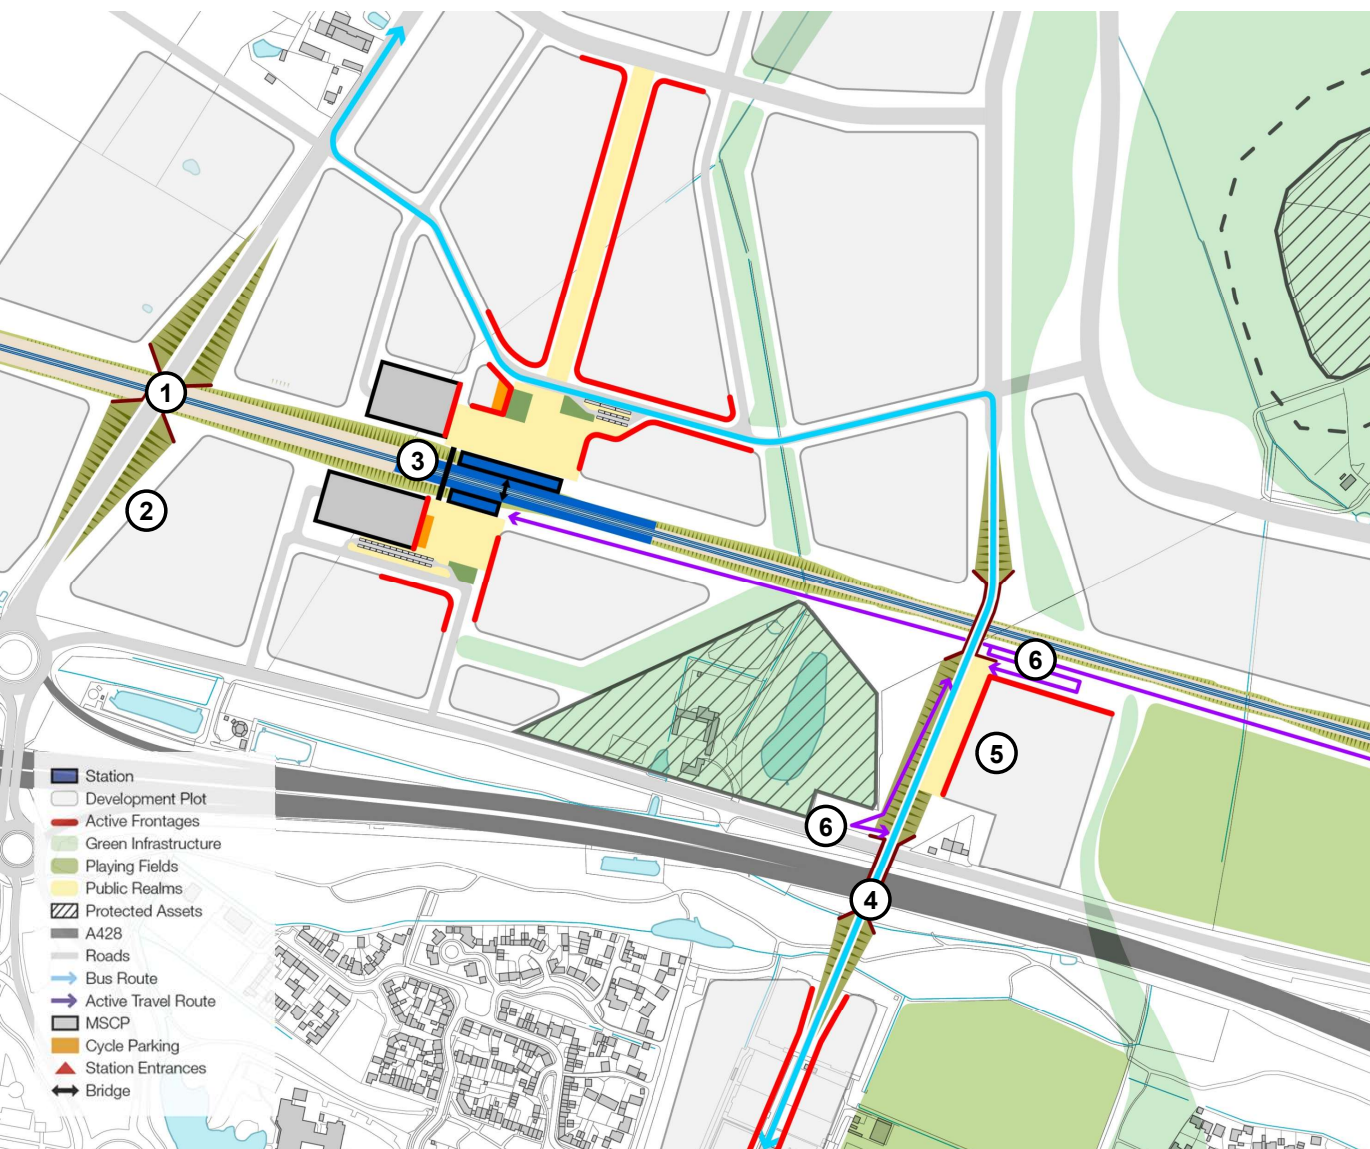 1
2
3
6
5
6
4
Station
Development Plot
Active Frontages
Green Infrastructure
Playing Fields
Public Realms
Protected Assets
A428
Roads
Bus Route
Active Travel Route
MSCP
Cycle Parking
Station Entrances
Bridge